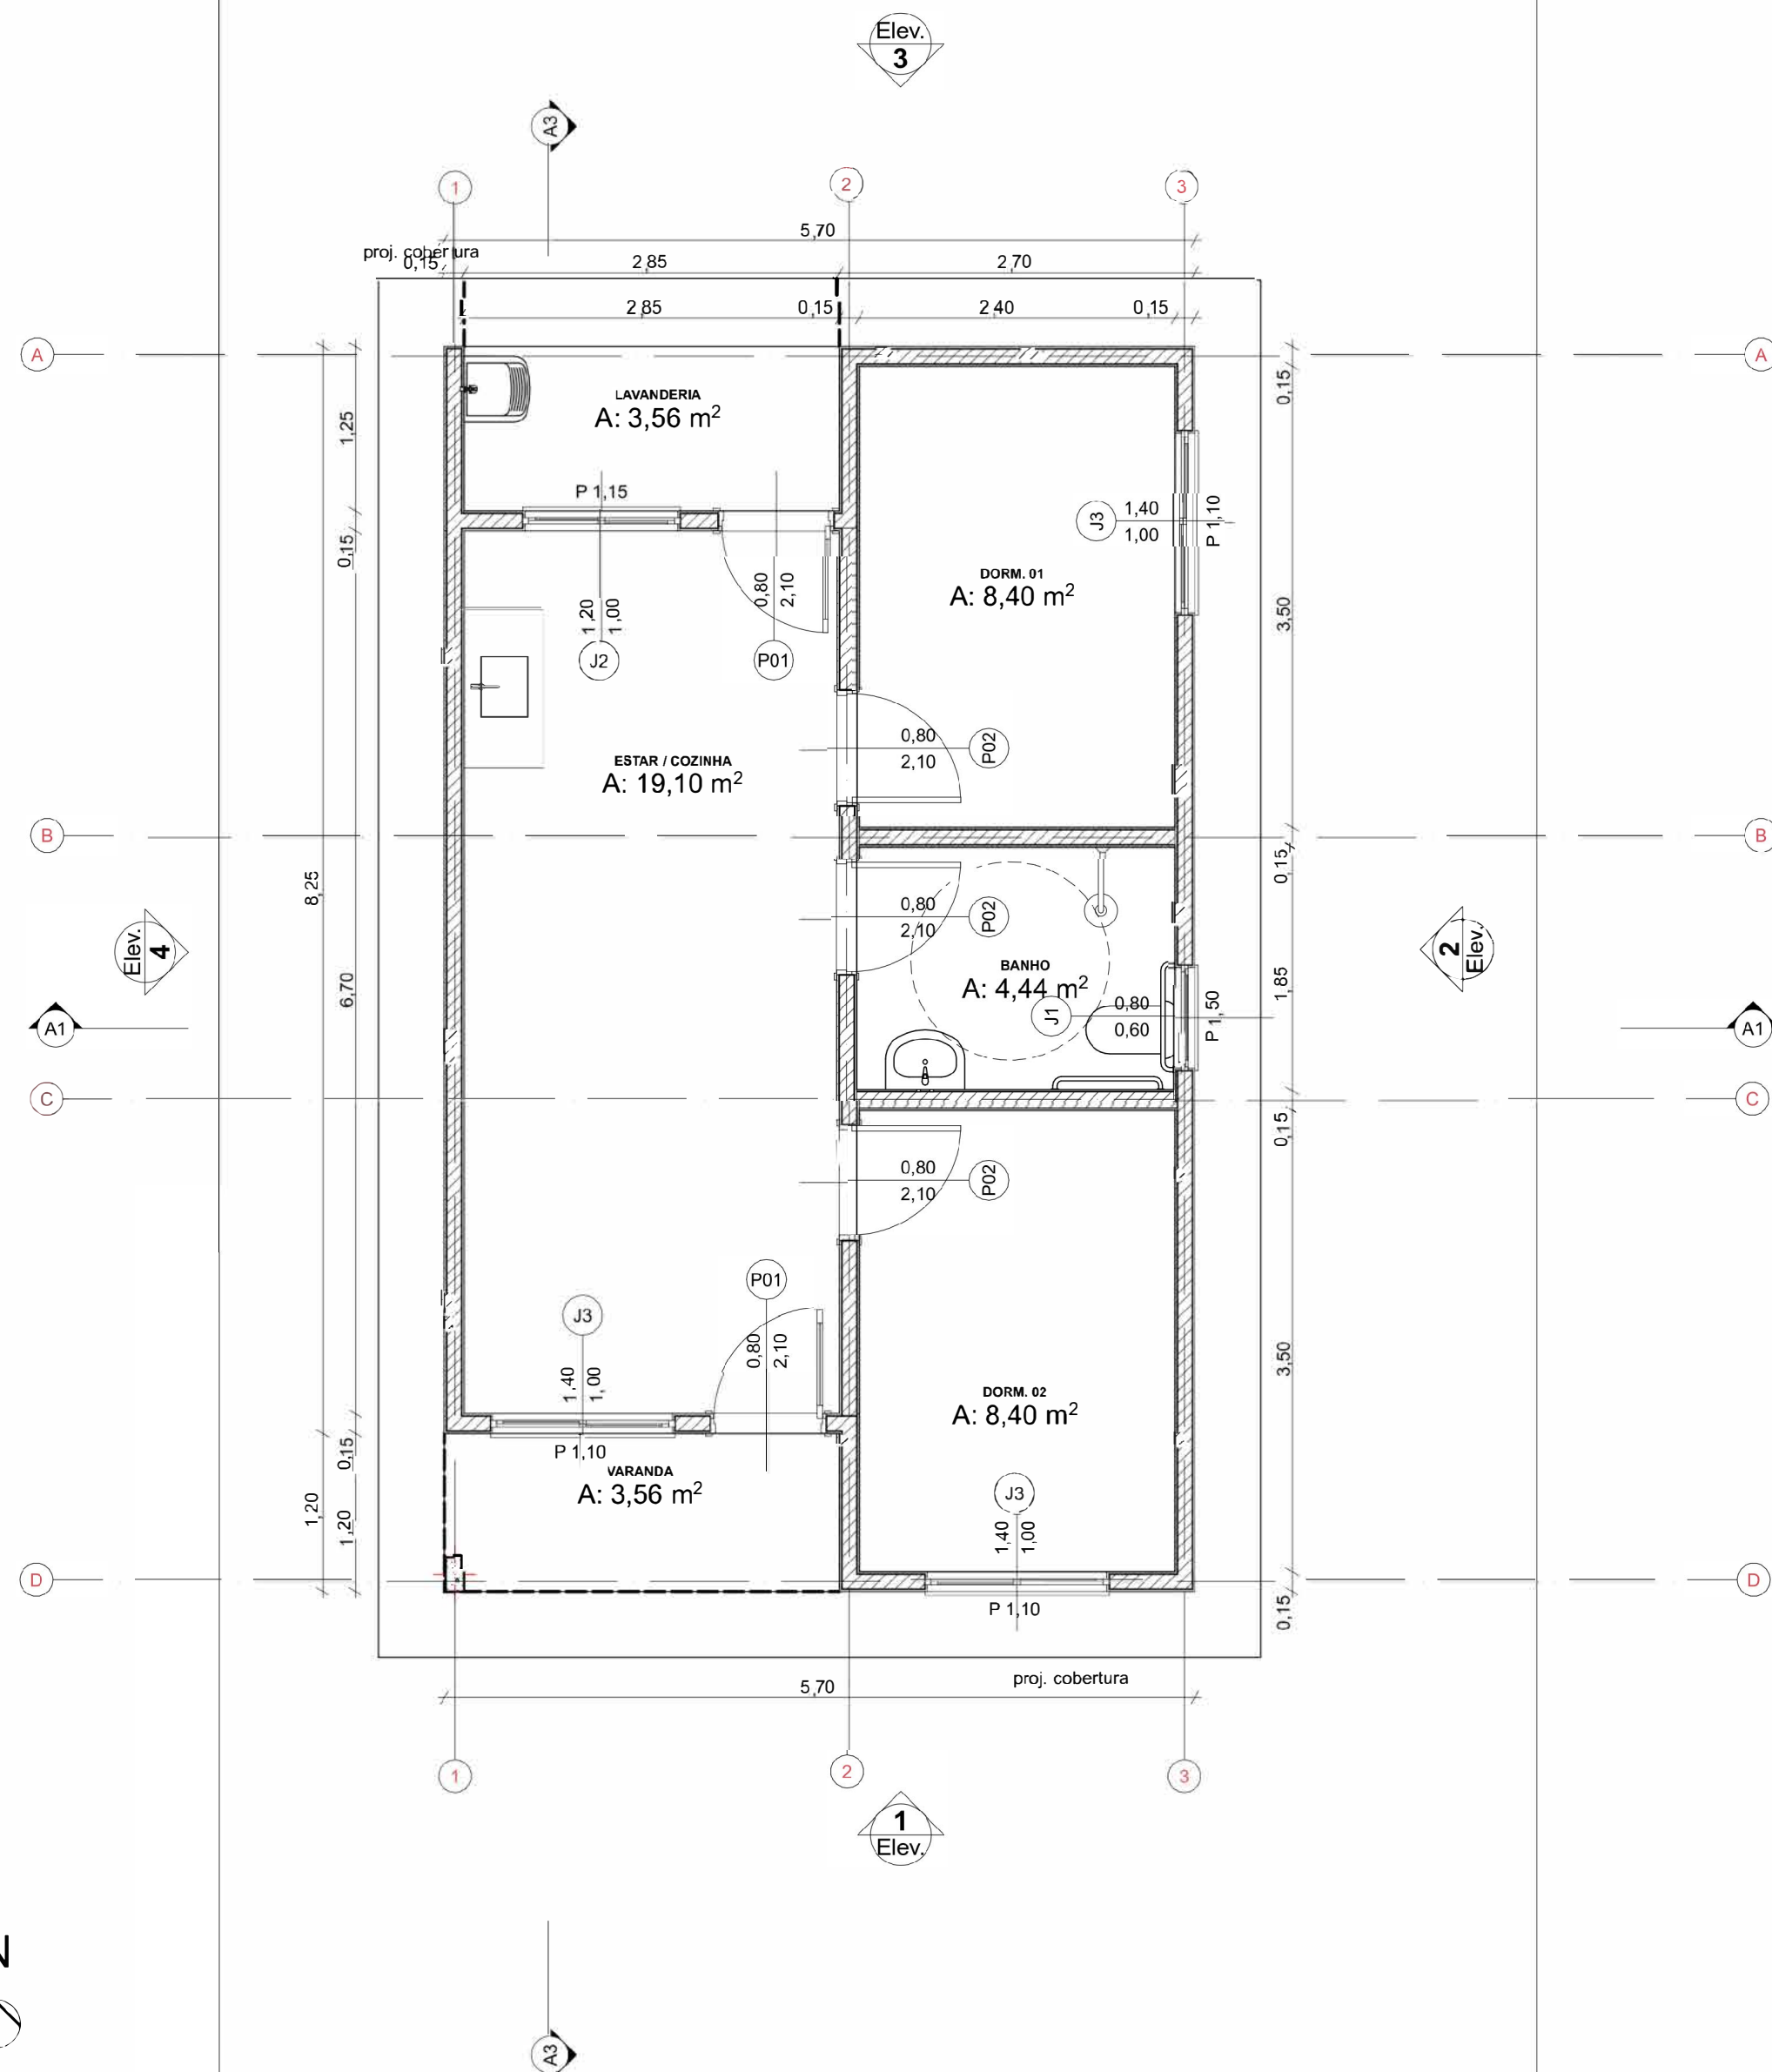 Elev.
3
A3
1
2
3
5,70
proj. cobertura
0,15
2,85
2,70
2,85
0,15
2,40
0,15
A
A
LAVANDERIA
A: 3,56 m²
0,15
1,25
P 1,15
J3
1,40
1,00
P 1,10
0,15
DORM. 01
A: 8,40 m²
1,20
1,00
0,80
2,10
3,50
J2
P01
0,80
2,10
P02
ESTAR / COZINHA
A: 19,10 m²
B
B
0,15
8,25
0,80
2,10
P02
Elev.
4
2
Elev.
BANHO
A: 4,44 m²
6,70
1,85
J1
0,80
0,60
P 1,50
A1
A1
C
C
0,15
0,80
2,10
P02
P01
J3
0,80
2,10
1,40
1,00
3,50
DORM. 02
A: 8,40 m²
0,15
P 1,10
VARANDA
A: 3,56 m²
J3
1,20
1,20
1,40
1,00
D
D
P 1,10
0,15
proj. cobertura
5,70
1
2
3
1
Elev.
N
A3